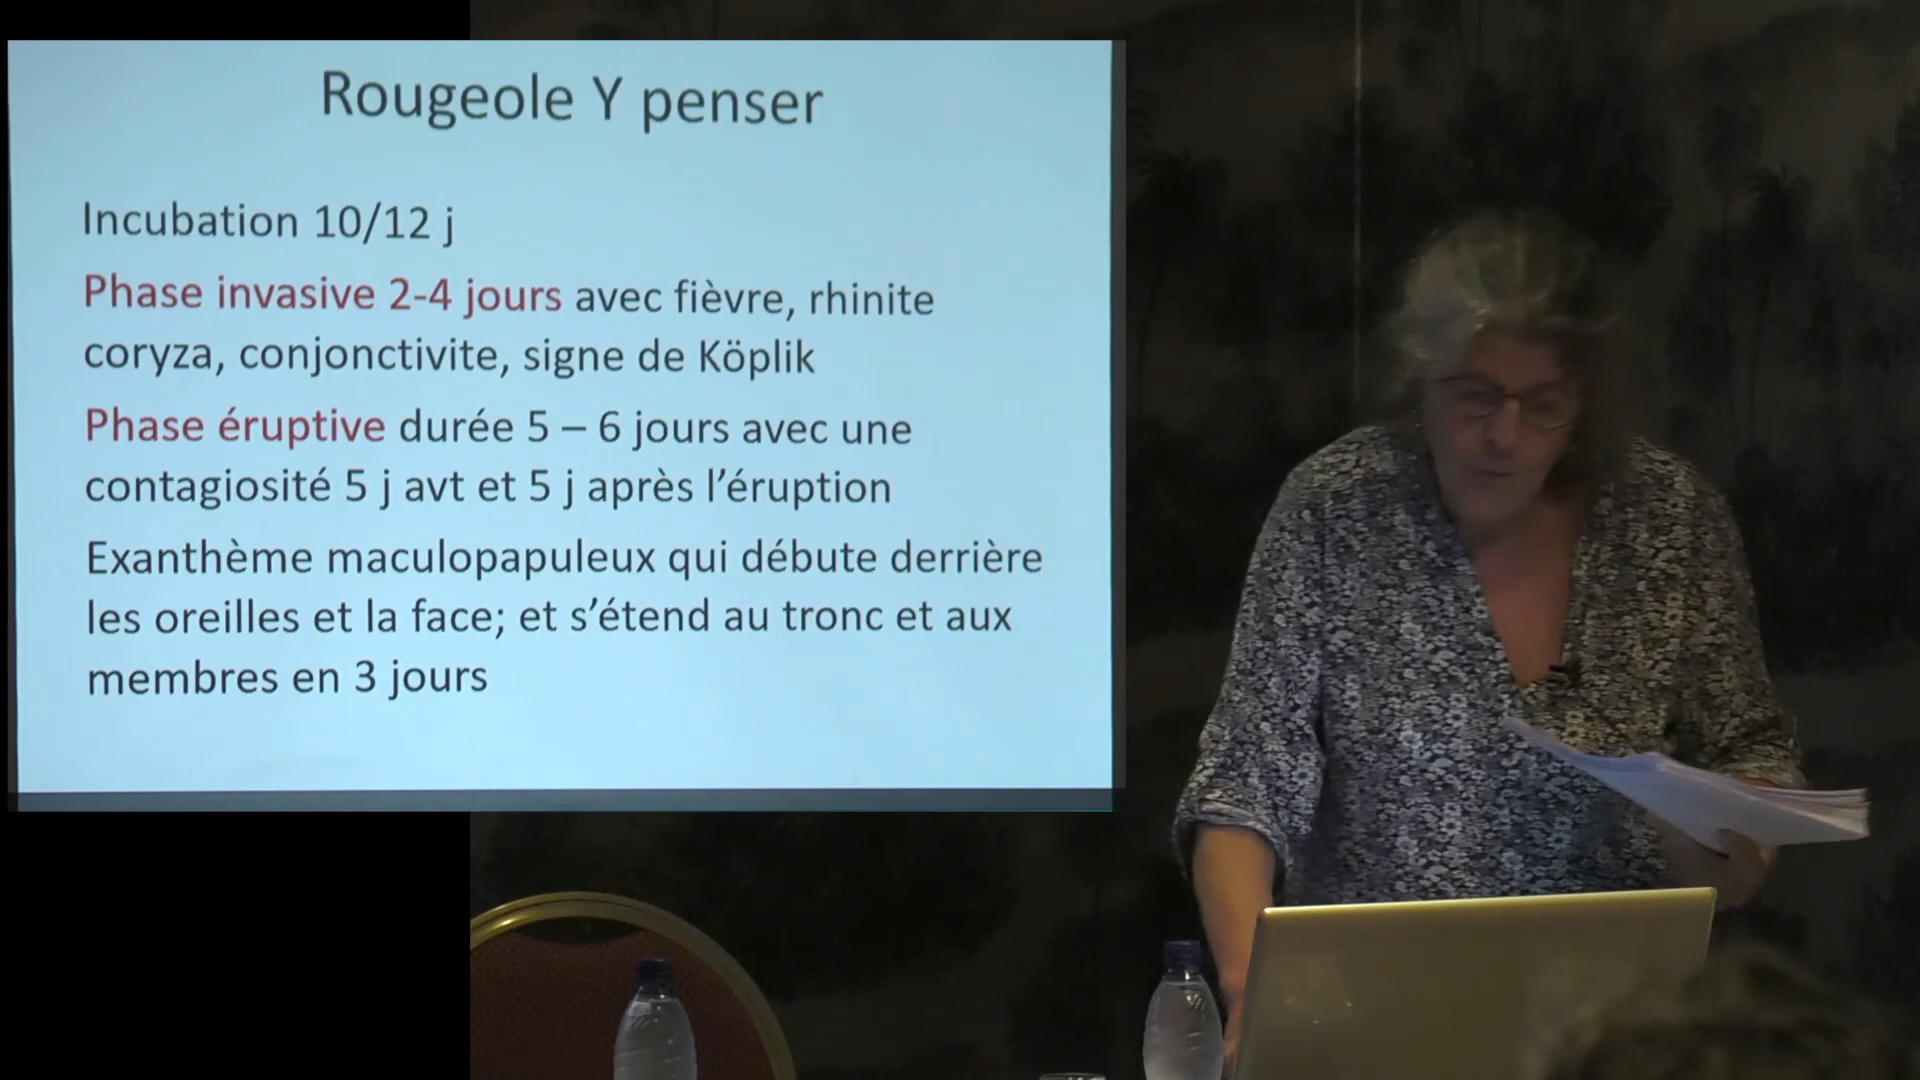 Rougeole Y penser
Incubation 10/12 j
Phase invasive 2-4 jours avec fièvre, rhinite
coryza, conjonctivite, signe de Köplik
Phase éruptive durée 5 – 6 jours avec une
contagiosité 5 j avt et 5 j après l’éruption
Exanthème maculopapuleux qui débute derrière
les oreilles et la face; et s’étend au tronc et aux
membres en 3 jours